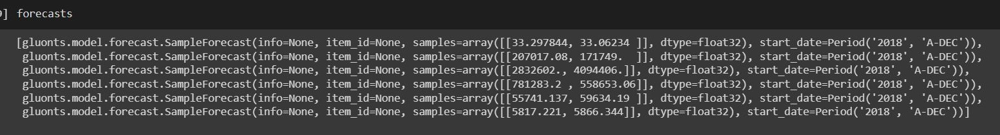 9] forecasts
[gluonts.model.forecast.SampleForecast(info=None, item_id=None, samples=array([[33.297844, 33.06234 ]], dtype=float32), start_date=Period('2018', 'A-DEC')),
gluonts.model.forecast.SampleForecast(info=None, item_id=None, samples=array([[207017.08, 171749.  ]], dtype=float32), start_date=Period('2018', 'A-DEC')),
gluonts.model.forecast.SampleForecast(info=None, item_id=None, samples=array([[2832602., 4094406.]], dtype=float32), start_date=Period('2018', 'A-DEC')),
gluonts.model.forecast.SampleForecast(info=None, item_id=None, samples=array([[781283.2 , 558653.06]], dtype=float32), start_date=Period('2018', 'A-DEC')),
gluonts.model.forecast.SampleForecast(info=None, item_id=None, samples=array([[55741.137, 59634.19 ]], dtype=float32), start_date=Period('2018', 'A-DEC')),
gluonts.model.forecast.SampleForecast(info=None, item_id=None, samples=array([[5817.221, 5866.344]], dtype=float32), start_date=Period('2018', 'A-DEC'))]